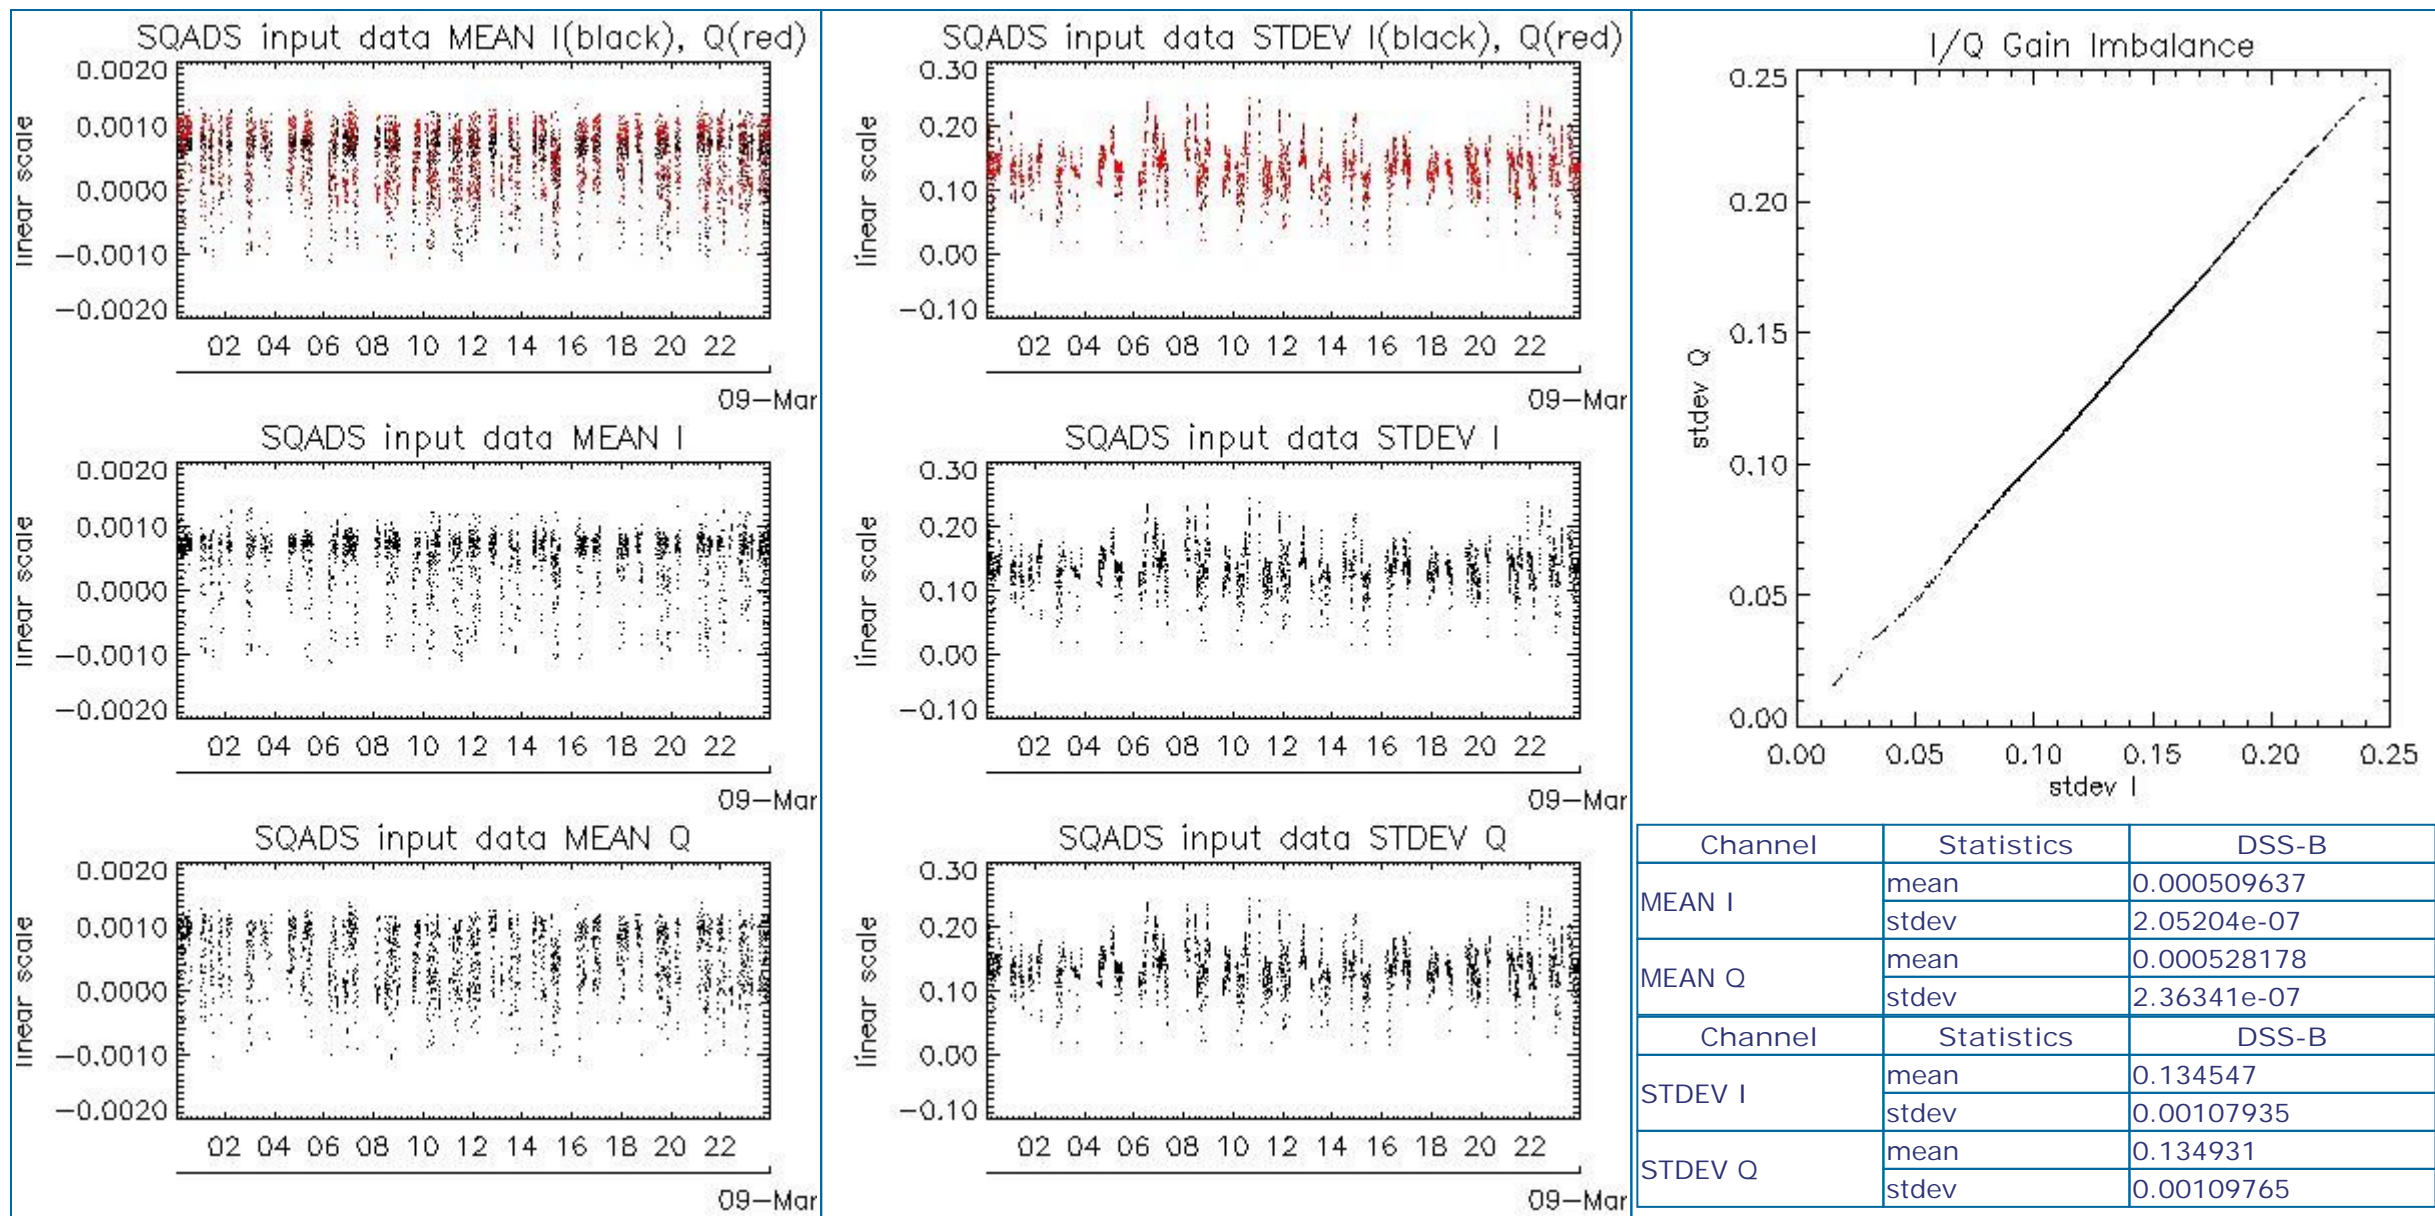 SQADS input data MEAN I(black), Q(red)
linear scale
0.0020
0.0010
0.0000
−0.0010
−0.0020
02 04 06 08 10 12 14 16 18 20 22
09−Mar
SQADS input data MEAN I
linear scale
0.0020
0.0010
0.0000
−0.0010
−0.0020
02 04 06 08 10 12 14 16 18 20 22
09−Mar
SQADS input data MEAN Q
linear scale
0.0020
0.0010
0.0000
−0.0010
−0.0020
02 04 06 08 10 12 14 16 18 20 22
09−Mar
SQADS input data STDEV I(black), Q(red)
linear scale
0.30
0.20
0.10
0.00
−0.10
02 04 06 08 10 12 14 16 18 20 22
09−Mar
SQADS input data STDEV I
linear scale
0.30
0.20
0.10
0.00
−0.10
02 04 06 08 10 12 14 16 18 20 22
09−Mar
SQADS input data STDEV Q
linear scale
0.30
0.20
0.10
0.00
−0.10
02 04 06 08 10 12 14 16 18 20 22
09−Mar
I/Q Gain Imbalance
stdev Q
0.25
0.20
0.15
0.10
0.05
0.00
0.00 0.05 0.10 0.15 0.20 0.25
stdev I
Channel Statistics DSS-B
MEAN I
mean 0.000509637
stdev 2.05204e-07
MEAN Q
mean 0.000528178
stdev 2.36341e-07
Channel Statistics DSS-B
STDEV I
mean 0.134547
stdev 0.00107935
STDEV Q
mean 0.134931
stdev 0.00109765